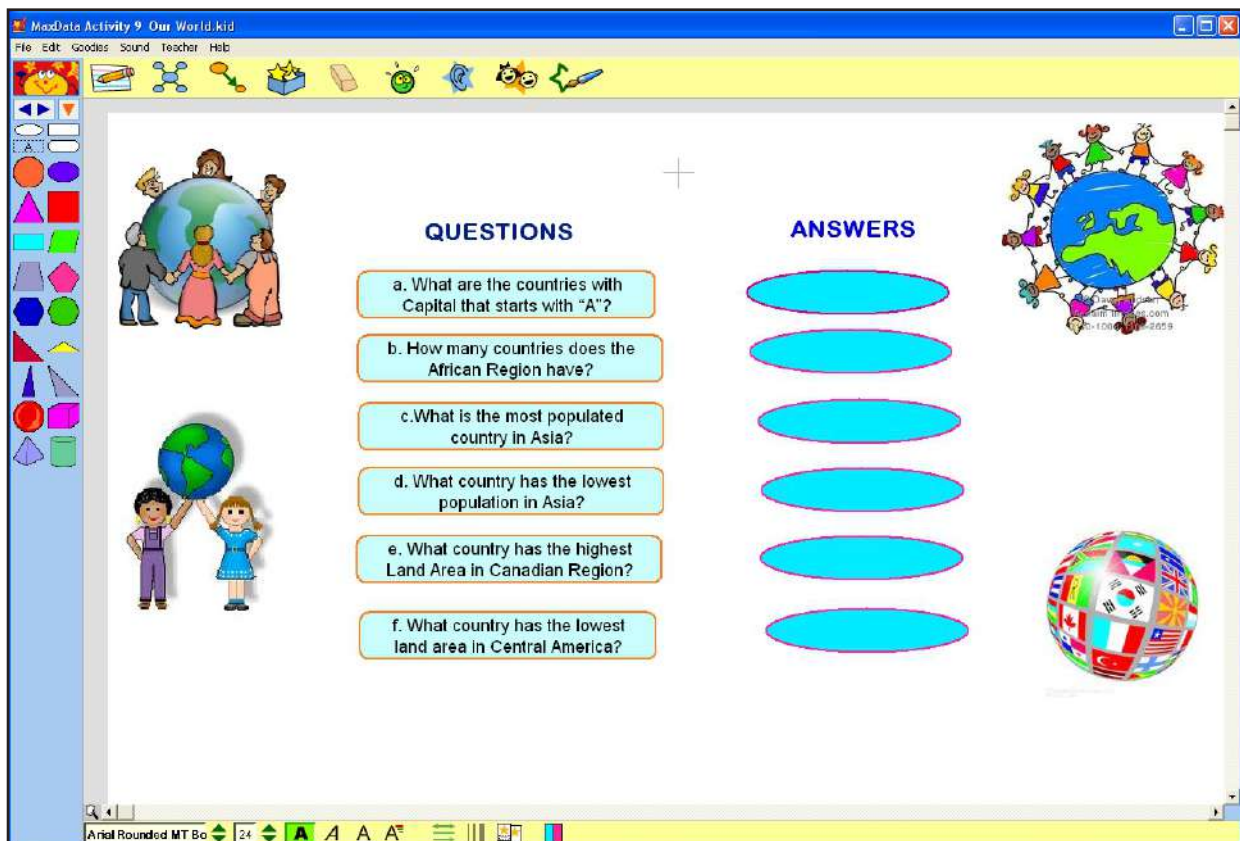 MaxData Activity 9 Our World.kid
File Edit Goodies Sound Teacher Help
A
QUESTIONS
ANSWERS
a. What are the countries with
Capital that starts with “A”?
b. How many countries does the
African Region have?
c.What is the most populated
country in Asia?
d. What country has the lowest
population in Asia?
e. What country has the highest
Land Area in Canadian Region?
f. What country has the lowest
land area in Central America?
Arial Rounded MT Bo 24 A A A A